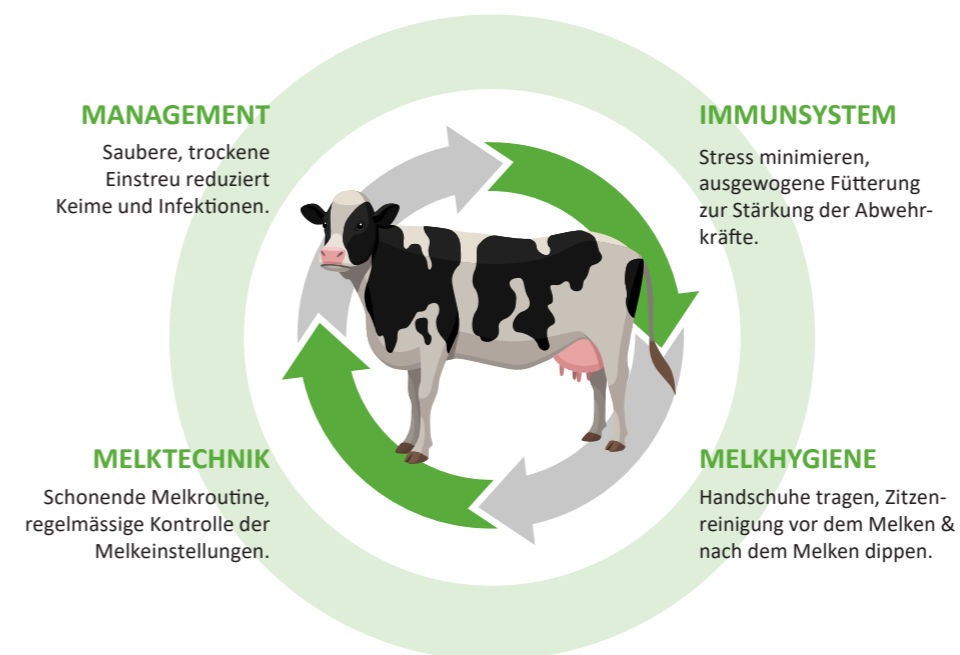 MANAGEMENT
Saubere, trockene
Einstreu reduziert
Keime und Infektionen.
IMMUNSYSTEM
Stress minimieren,
ausgewogene Fütterung
zur Stärkung der Abwehr-
kräfte.
MELKTECHNIK
Schonende Melkroutine,
regelmässige Kontrolle der
Melkeinstellungen.
MELKHYGIENE
Handschuhe tragen, Zitzen-
reinigung vor dem Melken &
nach dem Melken dippen.